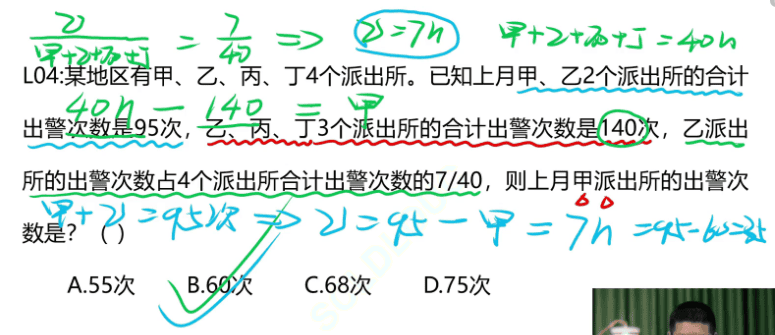 乙/甲+乙+丙+丁 = 7/40 => 乙=7n 甲+乙+丙+丁=40n
L04:某地区有甲、乙、丙、丁4个派出所。已知上月甲、乙2个派出所的合计
40n - 140 = 甲
出警次数是95次，乙、丙、丁3个派出所的合计出警次数是140次，乙派出
所的出警次数占4个派出所合计出警次数的7/40，则上月甲派出所的出警次
甲+乙=95次 => 乙=95-甲=7n =95-60=35
数是?（ ）
A.55次 B.60次 C.68次 D.75次